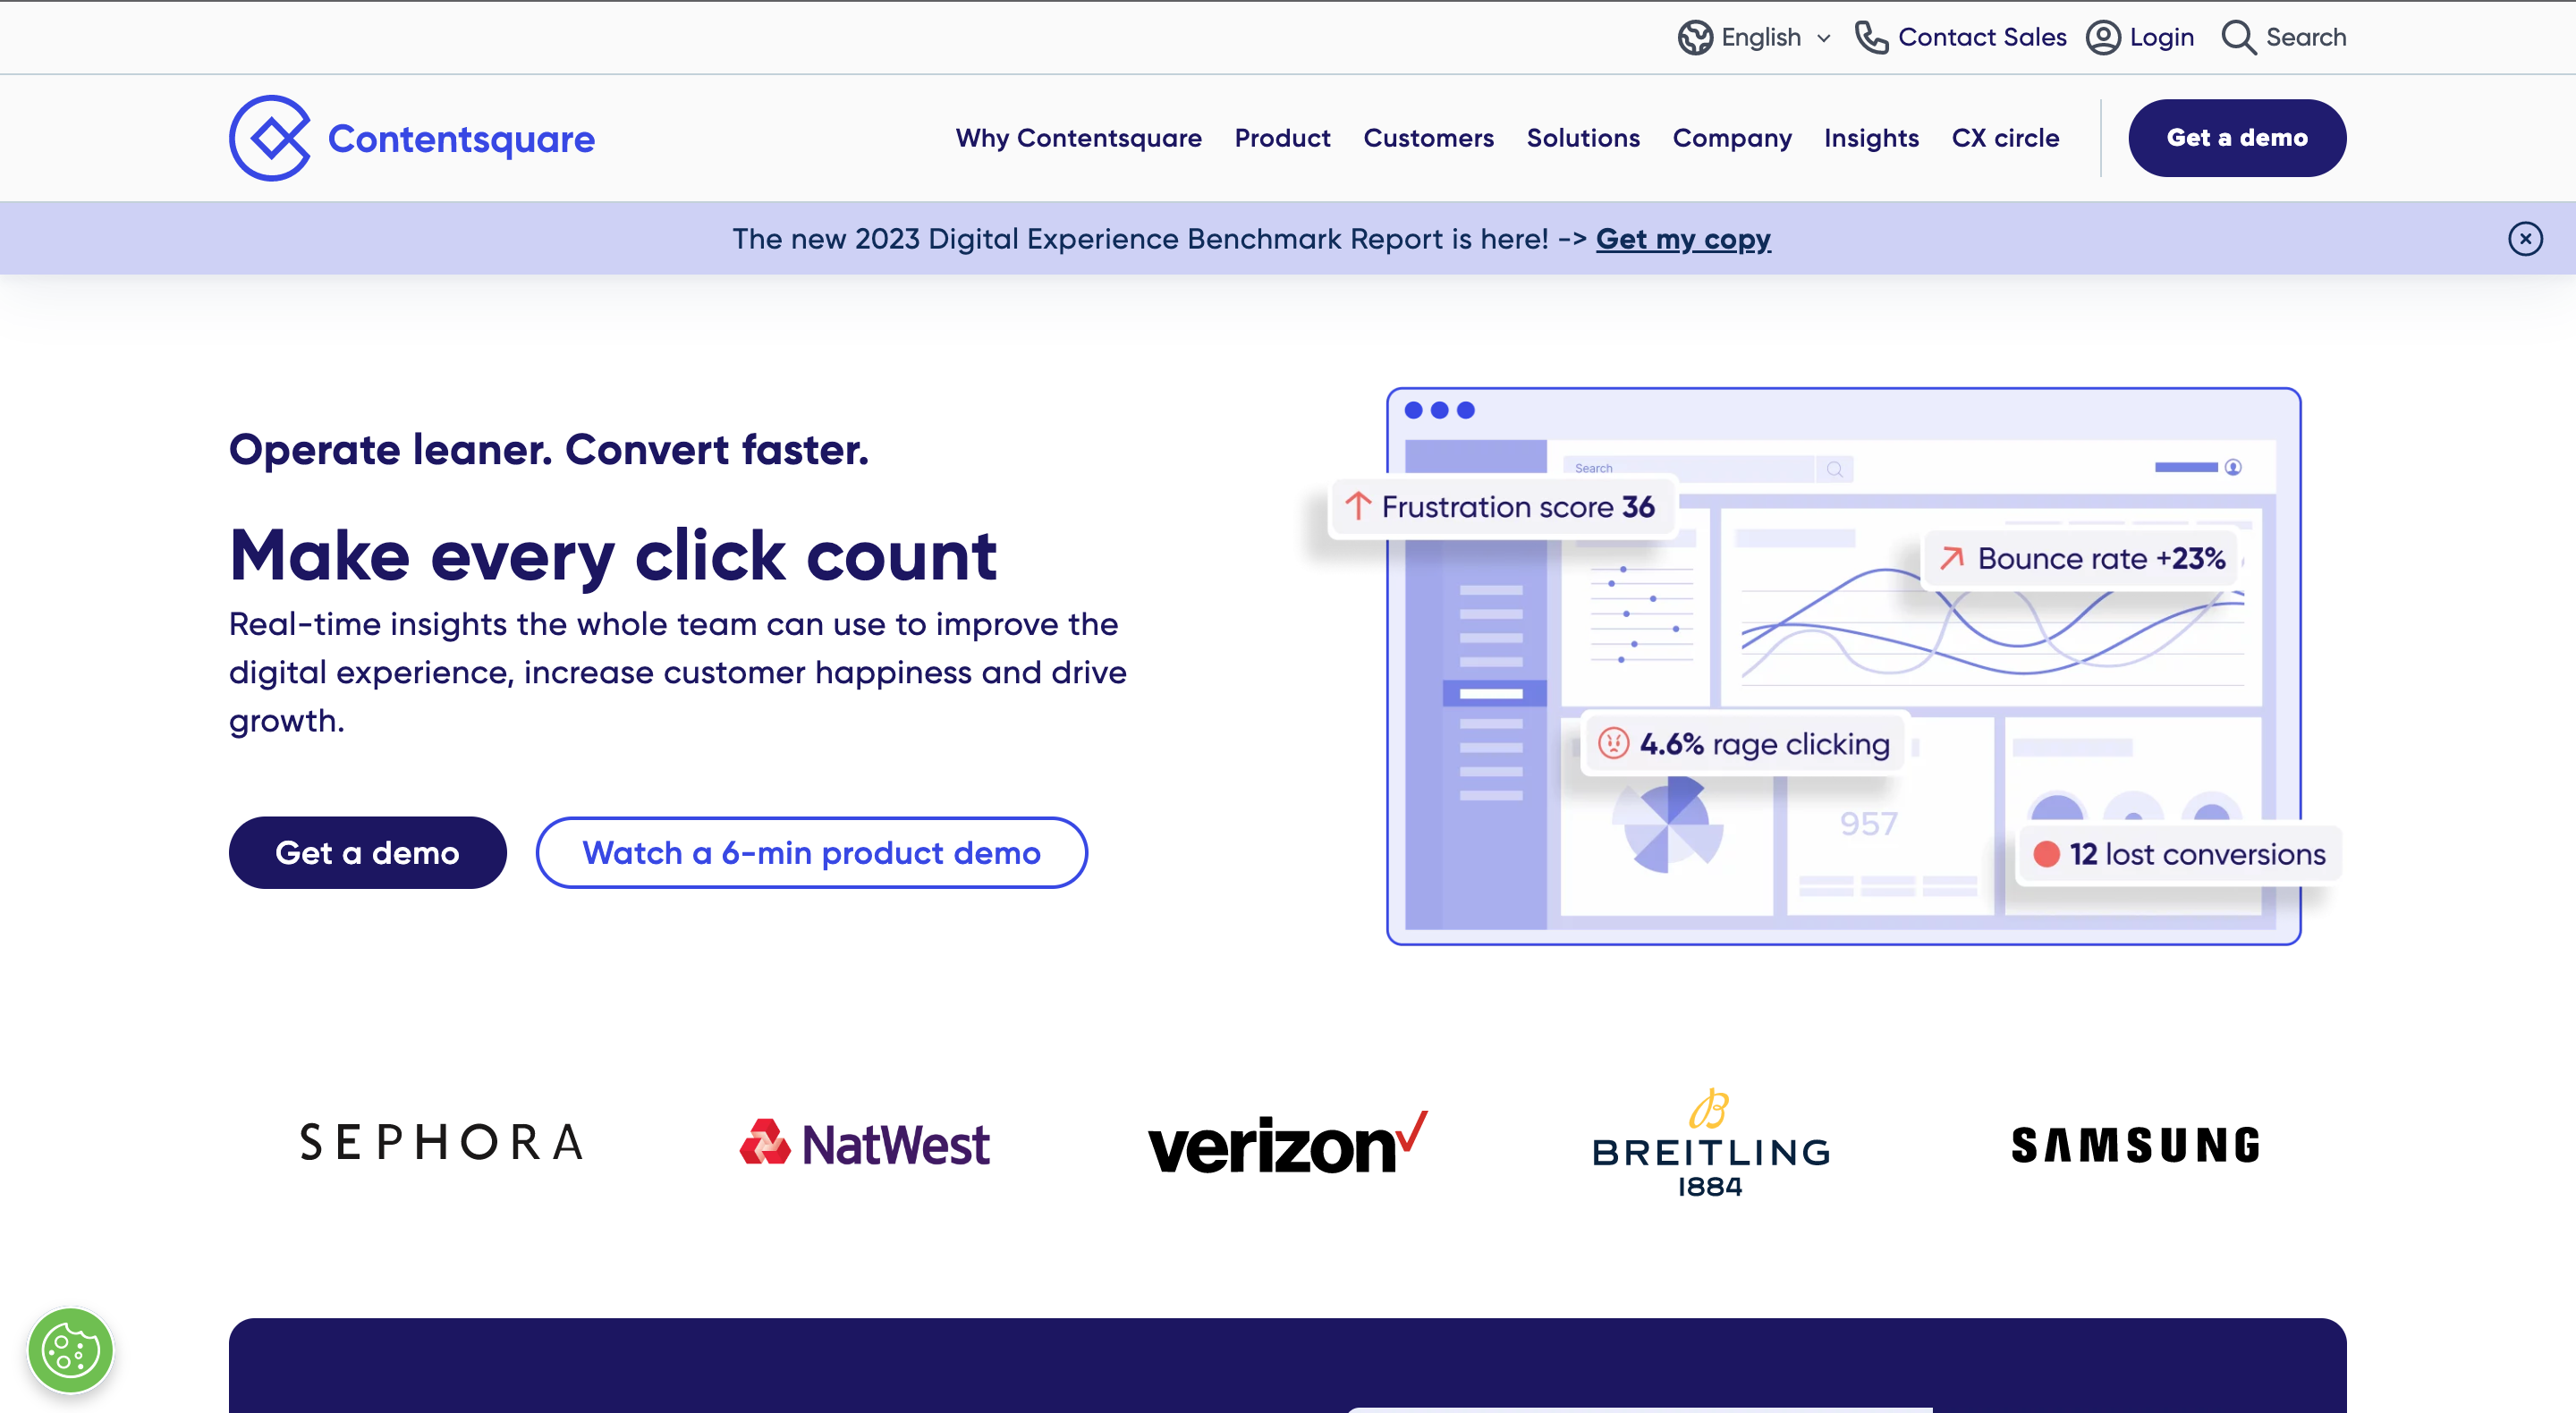 English
Contact Sales
Login
Search
Contentsquare
Why Contentsquare
Product
Customers
Solutions
Company
Insights
CX circle
Get a demo
The new 2023 Digital Experience Benchmark Report is here! -> Get my copy
Operate leaner. Convert faster.
Make every click count
Real-time insights the whole team can use to improve the
digital experience, increase customer happiness and drive
growth.
Get a demo
Watch a 6-min product demo
Search
Frustration score 36
Bounce rate +23%
4.6% rage clicking
957
12 lost conversions
SEPHORA
NatWest
verizon
B
BREITLING
1884
SAMSUNG